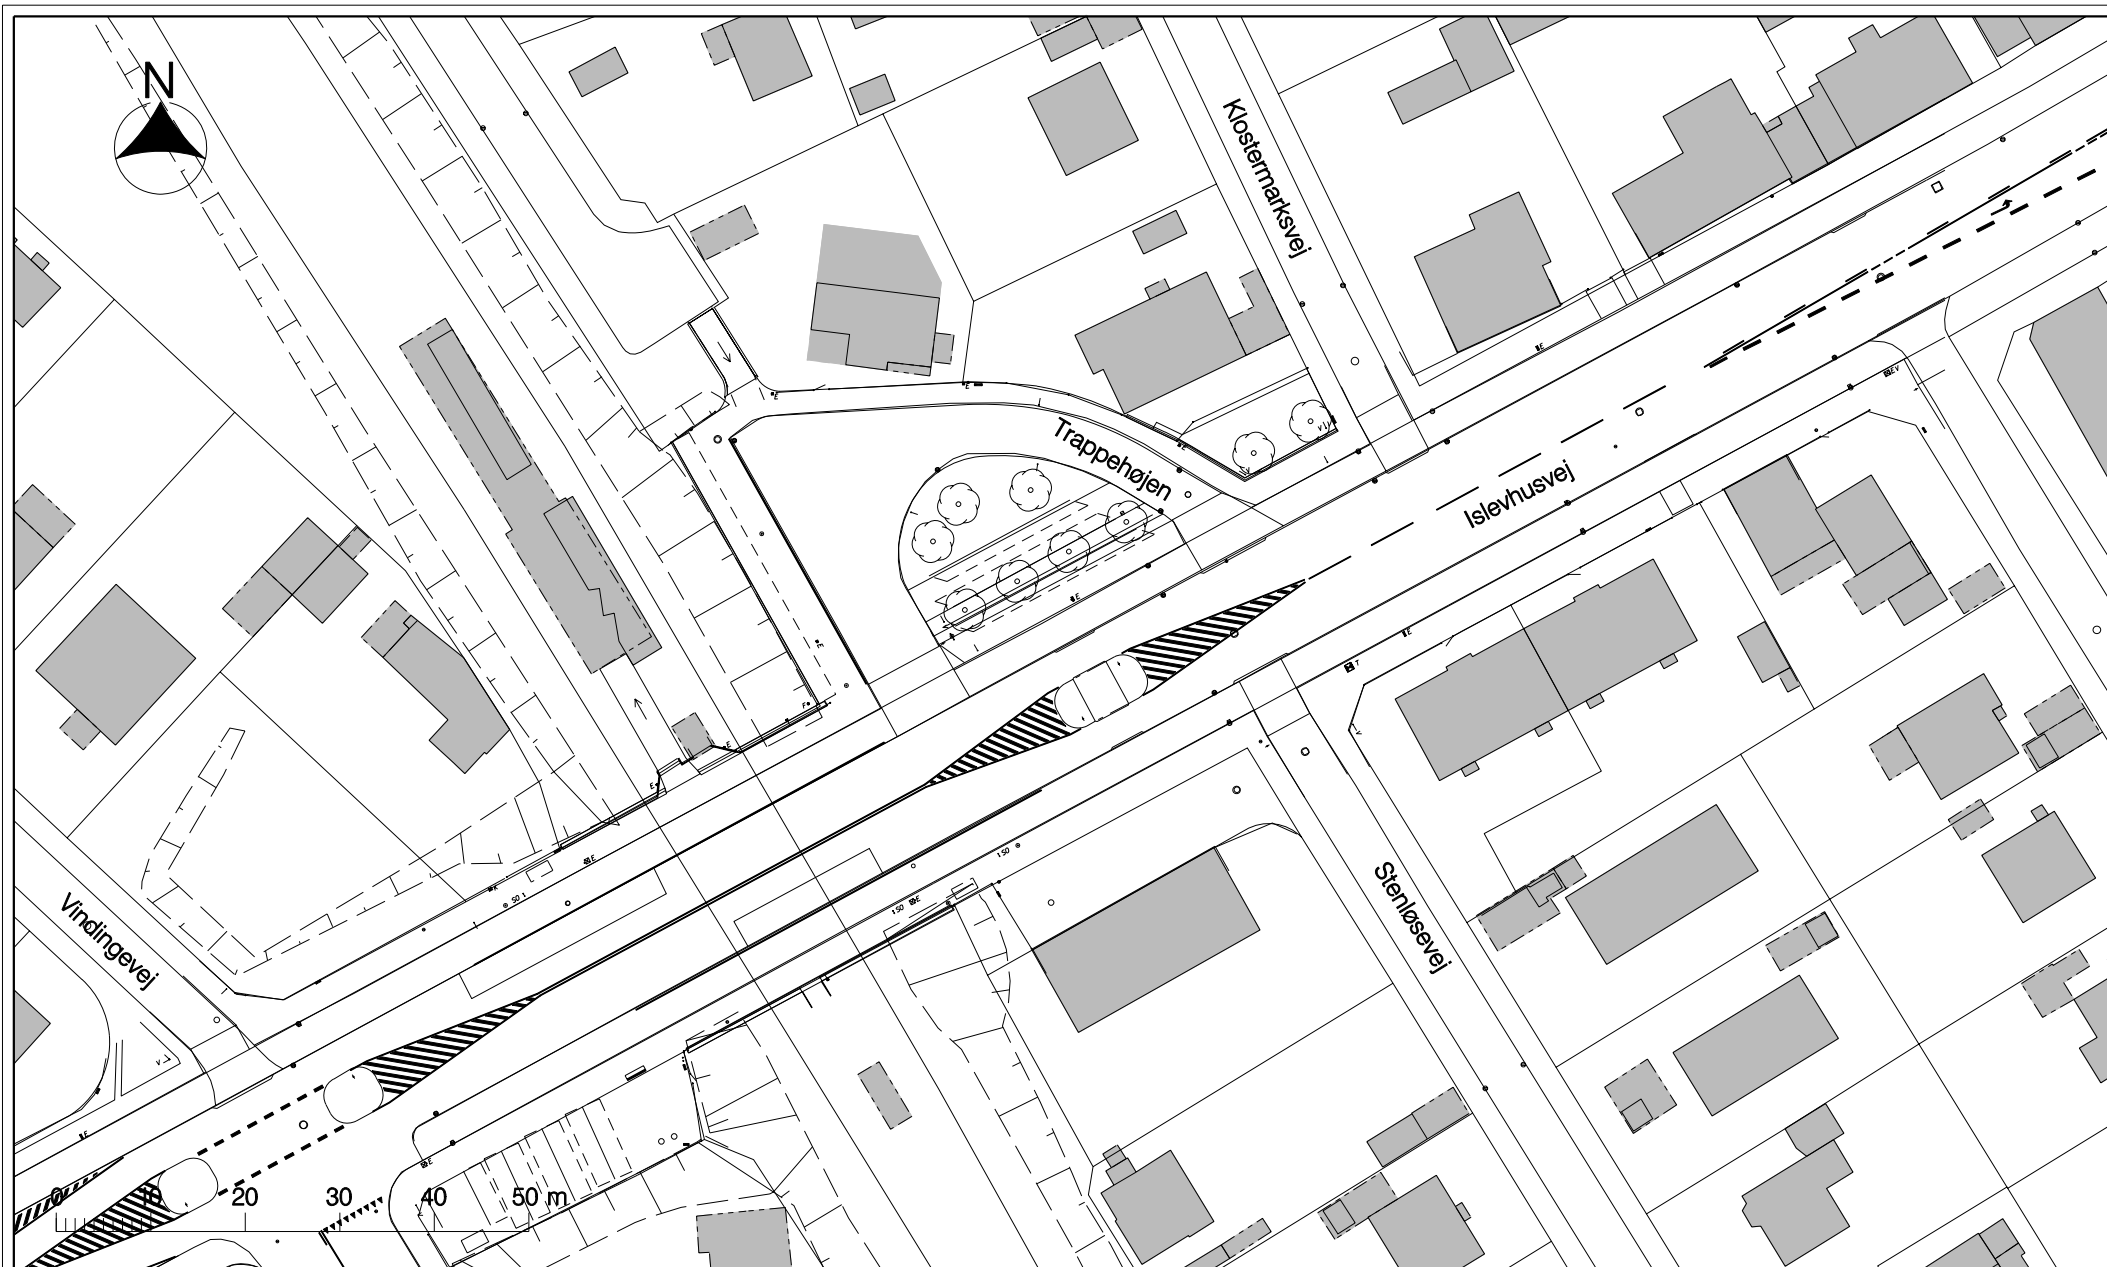 N
Klostermarksvej
Trappehøjen
Islevhusvej
Stenløsevej
Vindingevej
0 10 20 30 40 50 m